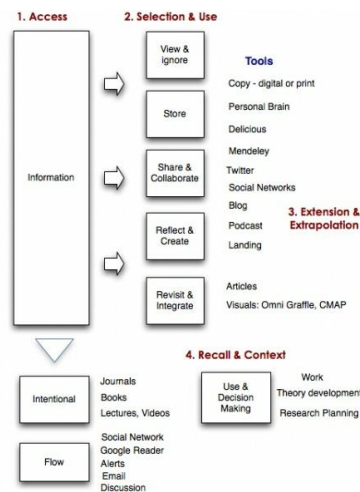 1. Access
2. Selection & Use
Information
View &
ignore
Store
Share &
Collaborate
Reflect &
Create
Revisit &
Integrate
Tools
Copy - digital or print
Personal Brain
Delicious
Mendeley
Twitter
Social Networks
Blog
Podcast
Landing
3. Extension &
Extrapolation
Articles
Visuals: Omni Graffle, CMAP
Intentional
Journals
Books
Lectures, Videos
Flow
Social Network
Google Reader
Alerts
Email
Discussion
4. Recall & Context
Use &
Decision
Making
Work
Theory development
Research Planning